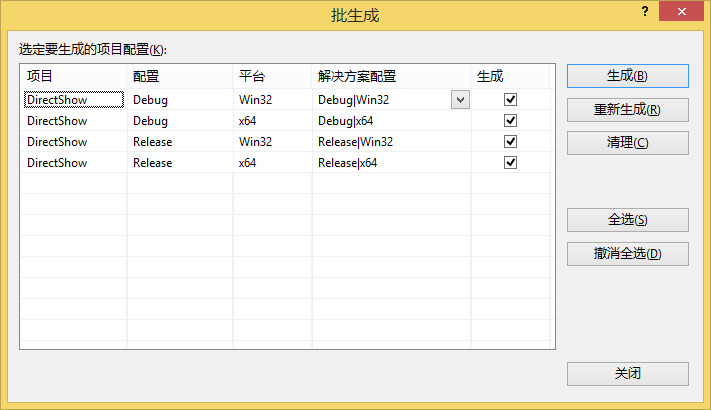 批生成
?
选定要生成的项目配置(K):
项目 配置 平台 解决方案配置 生成
DirectShow Debug Win32 Debug|Win32
DirectShow Debug x64 Debug|x64
DirectShow Release Win32 Release|Win32
DirectShow Release x64 Release|x64
生成(B)
重新生成(R)
清理(C)
全选(S)
撤消全选(D)
关闭